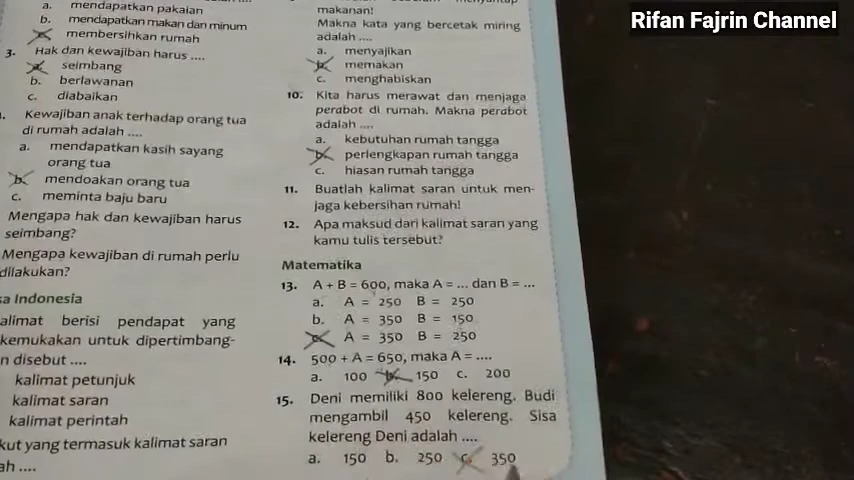 a. mendapatkan pakaian
b. mendapatkan makan dan minum
membersihkan rumah
3. Hak dan kewajiban harus ....
a. seimbang
b. berlawanan
c. diabaikan
Kewajiban anak terhadap orang tua
di rumah adalah ....
a. mendapatkan kasih sayang
orang tua
b. mendoakan orang tua
c. meminta baju baru
Mengapa hak dan kewajiban harus
seimbang?
Mengapa kewajiban di rumah perlu
dilakukan?
sa Indonesia
alimat berisi pendapat yang
kemukakan untuk dipertimbang-
n disebut ....
kalimat petunjuk
kalimat saran
kalimat perintah
kut yang termasuk kalimat saran
ah ....
makanan!
Makna kata yang bercetak miring
adalah ....
a. menyajikan
b. memakan
c. menghabiskan
10. Kita harus merawat dan menjaga
perabot di rumah. Makna perabot
adalah ....
a. kebutuhan rumah tangga
b. perlengkapan rumah tangga
c. hiasan rumah tangga
11. Buatlah kalimat saran untuk men-
jaga kebersihan rumah!
12. Apa maksud dari kalimat saran yang
kamu tulis tersebut?
Matematika
13. A + B = 600, maka A = ... dan B = ...
a. A = 250 B = 250
b. A = 350 B = 150
c. A = 350 B = 250
14. 500 + A = 650, maka A = ....
a. 100 b. 150 c. 200
15. Deni memiliki 800 kelereng. Budi
mengambil 450 kelereng. Sisa
kelereng Deni adalah ....
a. 150 b. 250 c. 350
Rifan Fajrin Channel